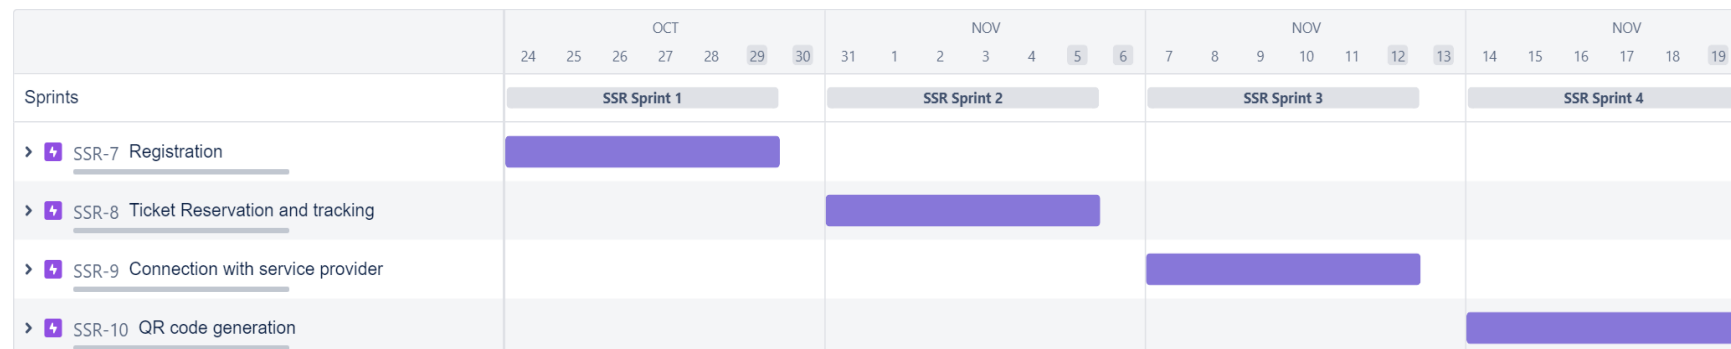 OCT NOV NOV NOV
24 25 26 27 28 29 30 31 1 2 3 4 5 6 7 8 9 10 11 12 13 14 15 16 17 18 19
Sprints SSR Sprint 1 SSR Sprint 2 SSR Sprint 3 SSR Sprint 4
SSR-7 Registration
SSR-8 Ticket Reservation and tracking
SSR-9 Connection with service provider
SSR-10 QR code generation